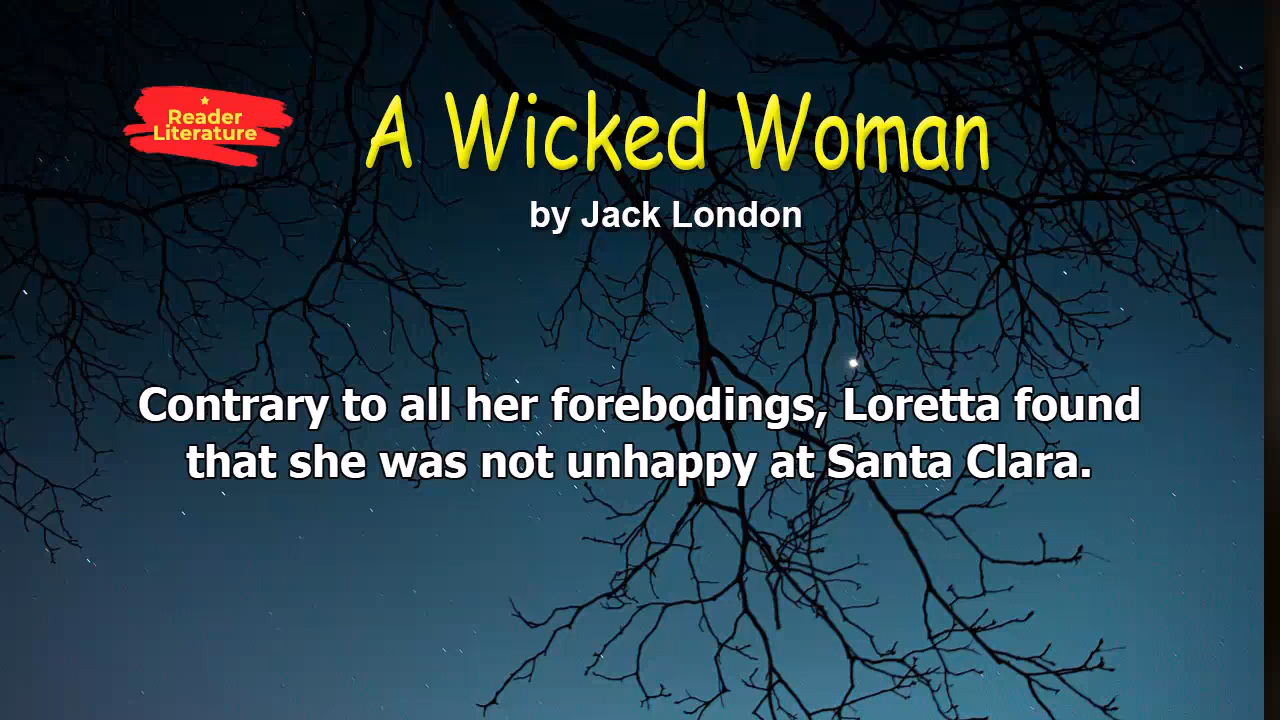 Reader
Literature
A Wicked Woman
by Jack London
Contrary to all her forebodings, Loretta found
that she was not unhappy at Santa Clara.